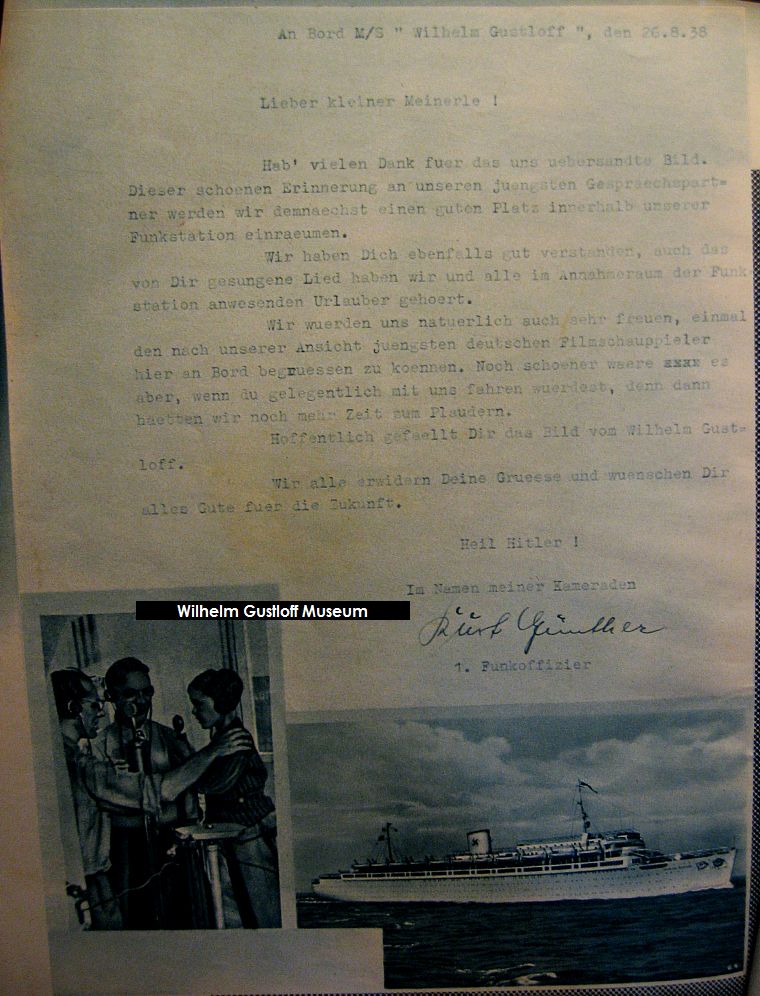 An Bord M/S " Wilhelm Gustloff ", den 26.8.38
Lieber kleiner Meinerle !
Hab' vielen Dank fuer das uns uebersandte Bild.
Dieser schoenen Erinnerung an unseren juengsten Gespraechspart=
ner werden wir demnaechst einen guten Platz innerhalb unserer
Funkstation einraeumen.
Wir haben Dich ebenfalls gut verstanden, auch das
von Dir gesungene Lied haben wir und alle im Annahmeraum der Funk=
station anwesenden Urlauber gehoert.
Wir wuerden uns natuerlich auch sehr freuen, einmal
den nach unserer Ansicht juengsten deutschen Filmschauppieler
hier an Bord begruessen zu koennen. Noch schoener waere xxxx es
aber, wenn du gelegentlich mit uns fahren wuerdest, denn dann
haetten wir noch mehr Zeit zum Plaudern.
Hoffentlich gefaellt Dir das Bild vom Wilhelm Gust=
loff.
Wir alle erwidern Deine Gruesse und wuenschen Dir
alles Gute fuer die Zukunft.
Heil Hitler !
Im Namen meiner Kameraden
Kurt Günther
1. Funkoffizier
Wilhelm Gustloff Museum